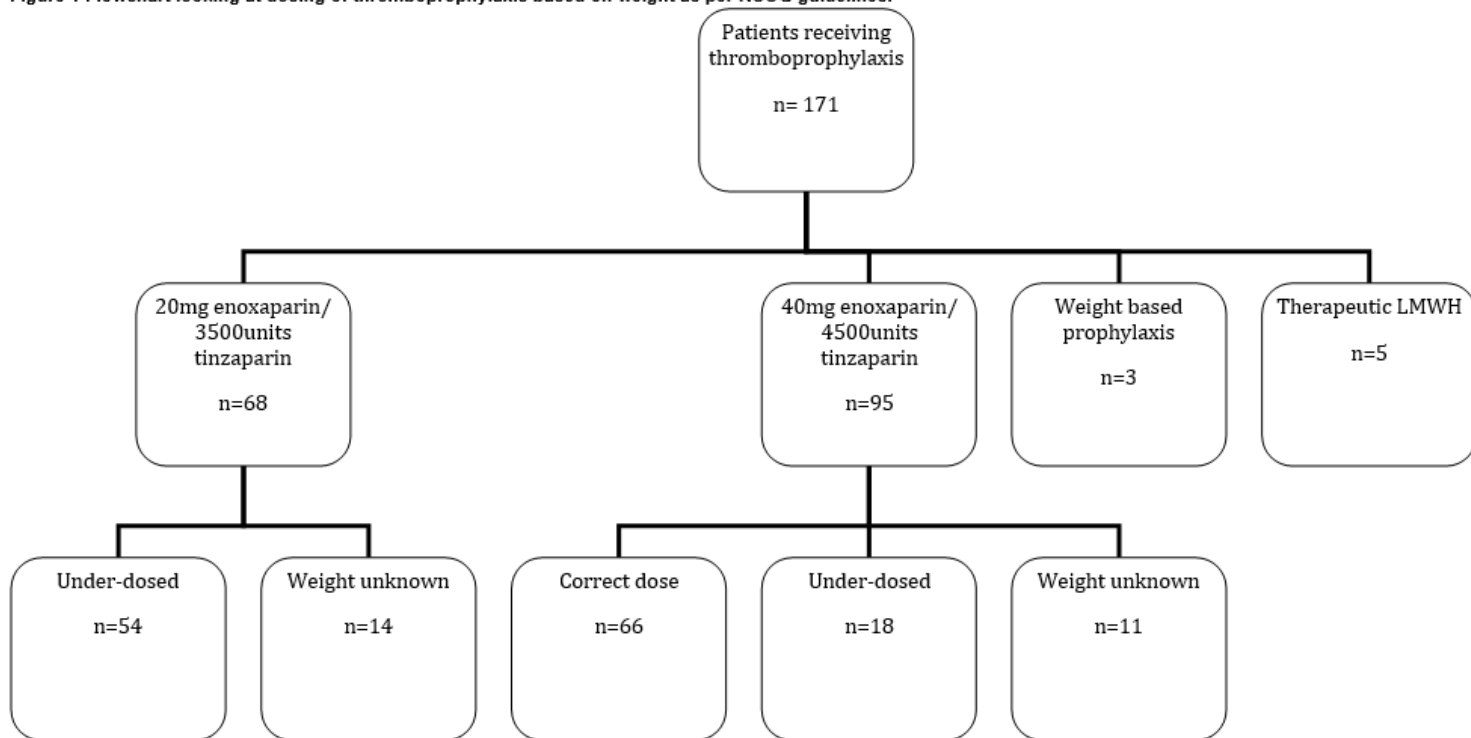 Patients receiving
thromboprophylaxis
n= 171
20mg enoxaparin/
3500units
tinzaparin
n=68
40mg enoxaparin/
4500units
tinzaparin
n=95
Weight based
prophylaxis
n=3
Therapeutic LMWH
n=5
Under-dosed
n=54
Weight unknown
n=14
Correct dose
n=66
Under-dosed
n=18
Weight unknown
n=11